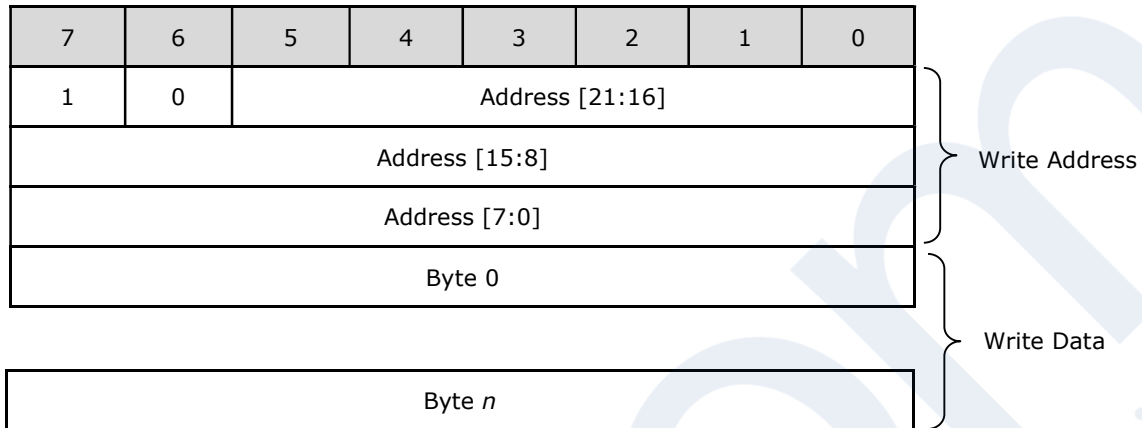 7 6 5 4 3 2 1 0
1 0 Address [21:16]
Address [15:8]
Write Address
Address [7:0]
Byte 0
Write Data
Byte n